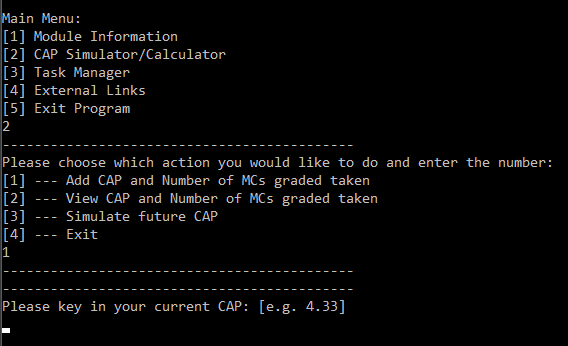 Main Menu:
[1] Module Information
[2] CAP Simulator/Calculator
[3] Task Manager
[4] External Links
[5] Exit Program
2
--------------------------------------------
Please choose which action you would like to do and enter the number:
[1] --- Add CAP and Number of MCs graded taken
[2] --- View CAP and Number of MCs graded taken
[3] --- Simulate future CAP
[4] --- Exit
1
--------------------------------------------
--------------------------------------------
Please key in your current CAP: [e.g. 4.33]